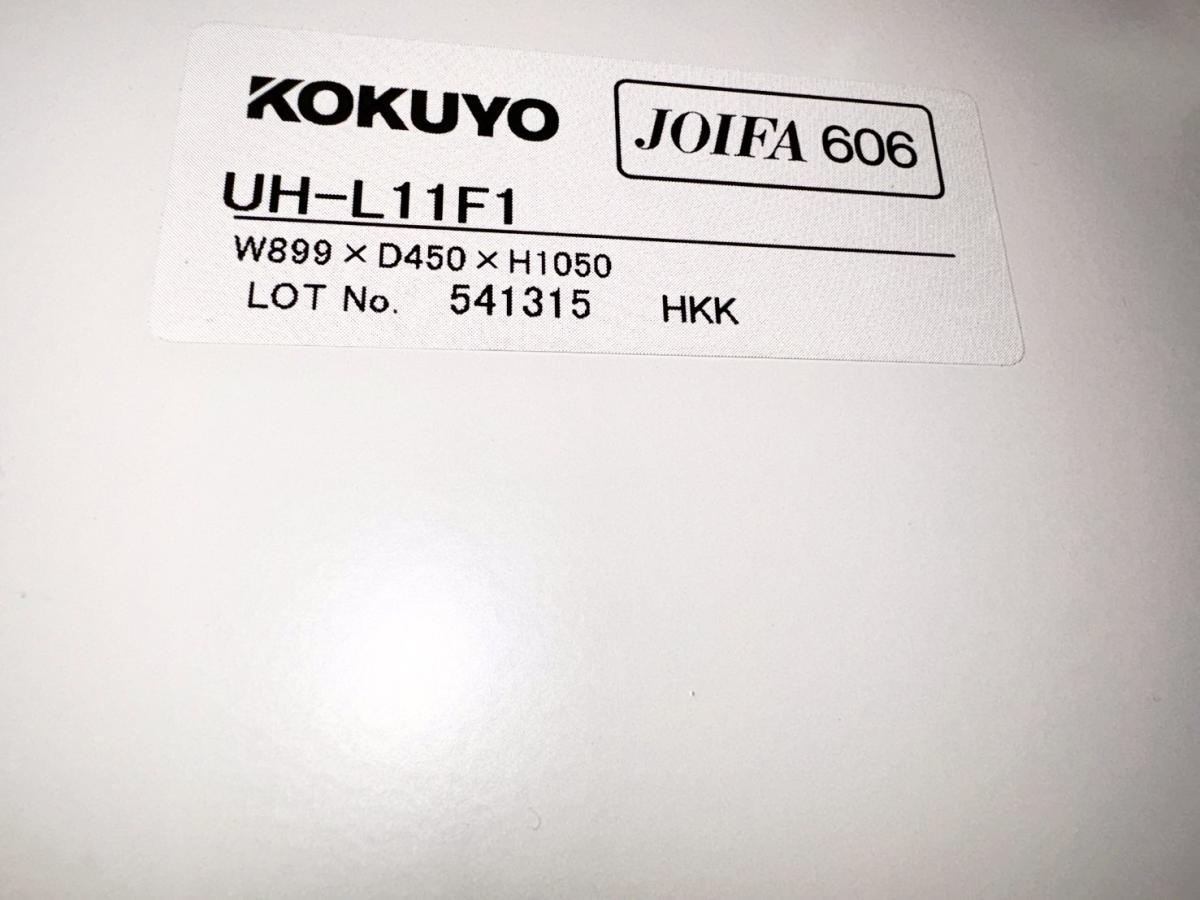 KOKUYO
JOIFA 606
UH-L11F1
W899×D450×H1050
LOT No. 541315 HKK